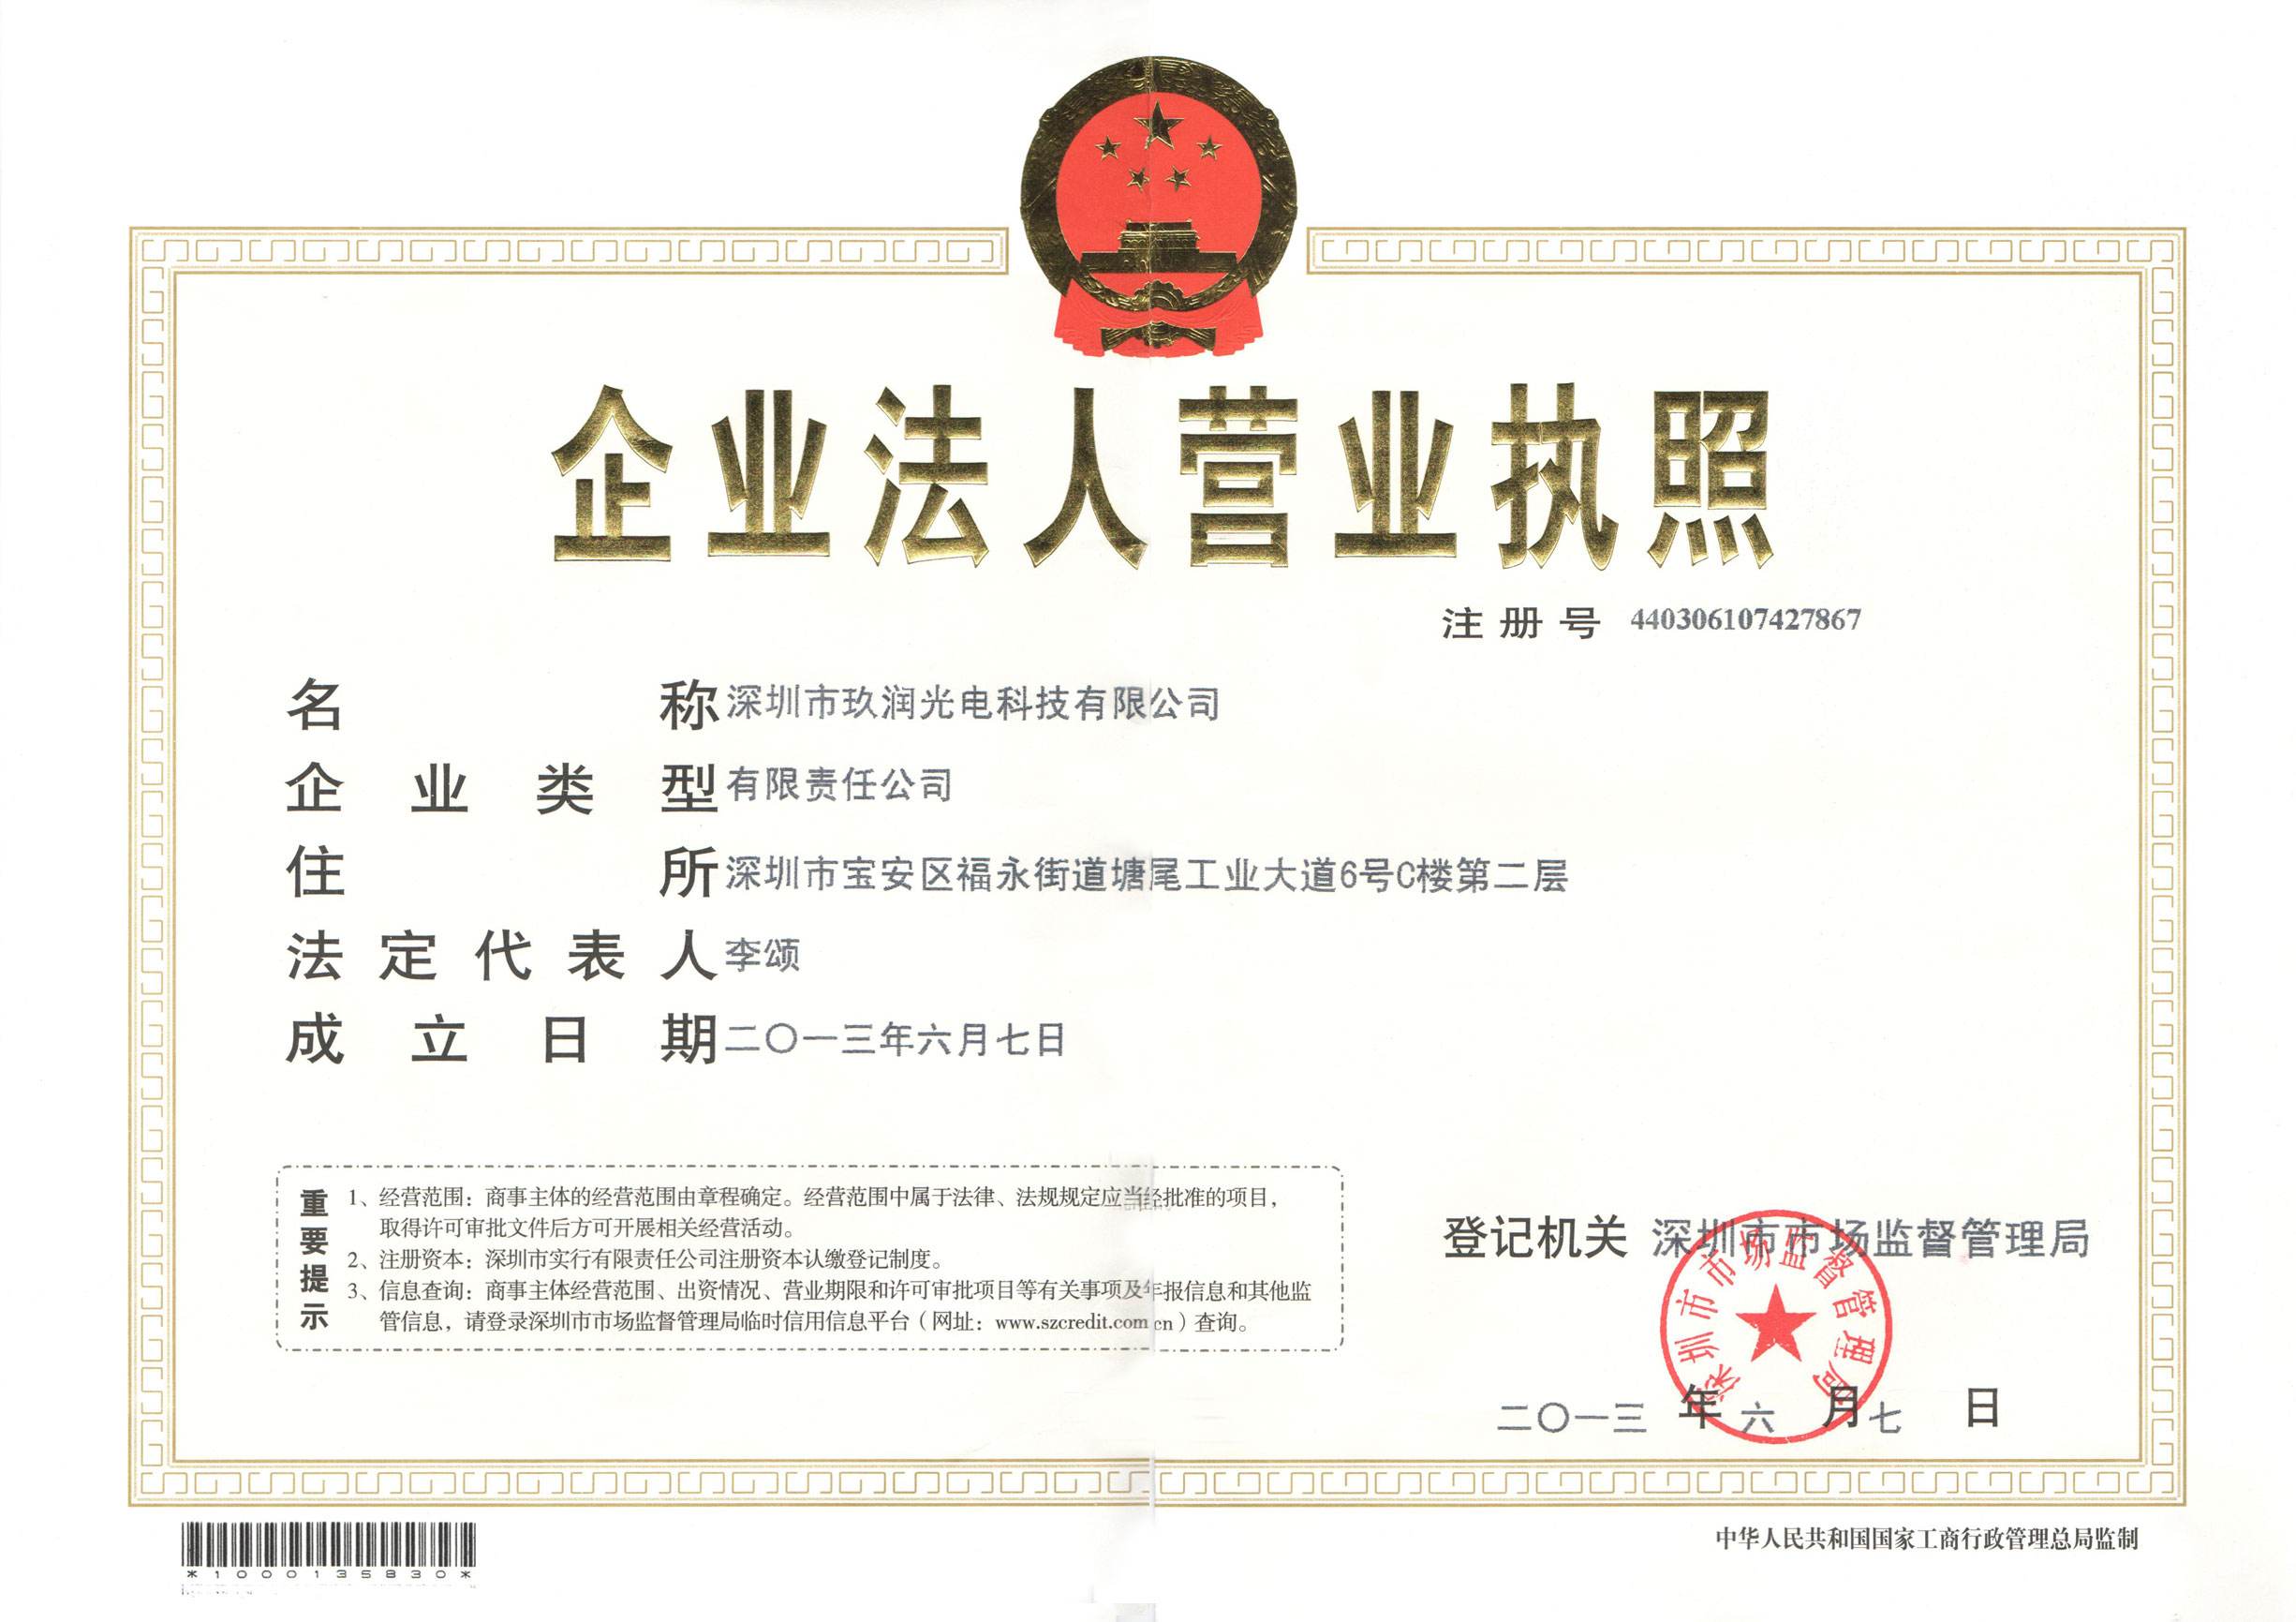 企业法人营业执照
注册号 440306107427867
名称 深圳市玖润光电科技有限公司
企业类型 有限责任公司
住所 深圳市宝安区福永街道塘尾工业大道6号C楼第二层
法定代表人 李颂
成立日期 二〇一三年六月七日
重要提示
1、经营范围：商事主体的经营范围由章程确定。经营范围中属于法律、法规规定应当经批准的项目，
取得许可审批文件后方可开展相关经营活动。
2、注册资本：深圳市实行有限责任公司注册资本认缴登记制度。
3、信息查询：商事主体经营范围、出资情况、营业期限和许可审批项目等有关事项及年报信息和其他监
管信息，请登录深圳市市场监督管理局临时信用信息平台（网址：www.szcredit.com.cn）查询。
登记机关 深圳市市场监督管理局
深圳市市场监督管理局
二〇一三年六月七日
*1000135830*
中华人民共和国国家工商行政管理总局监制